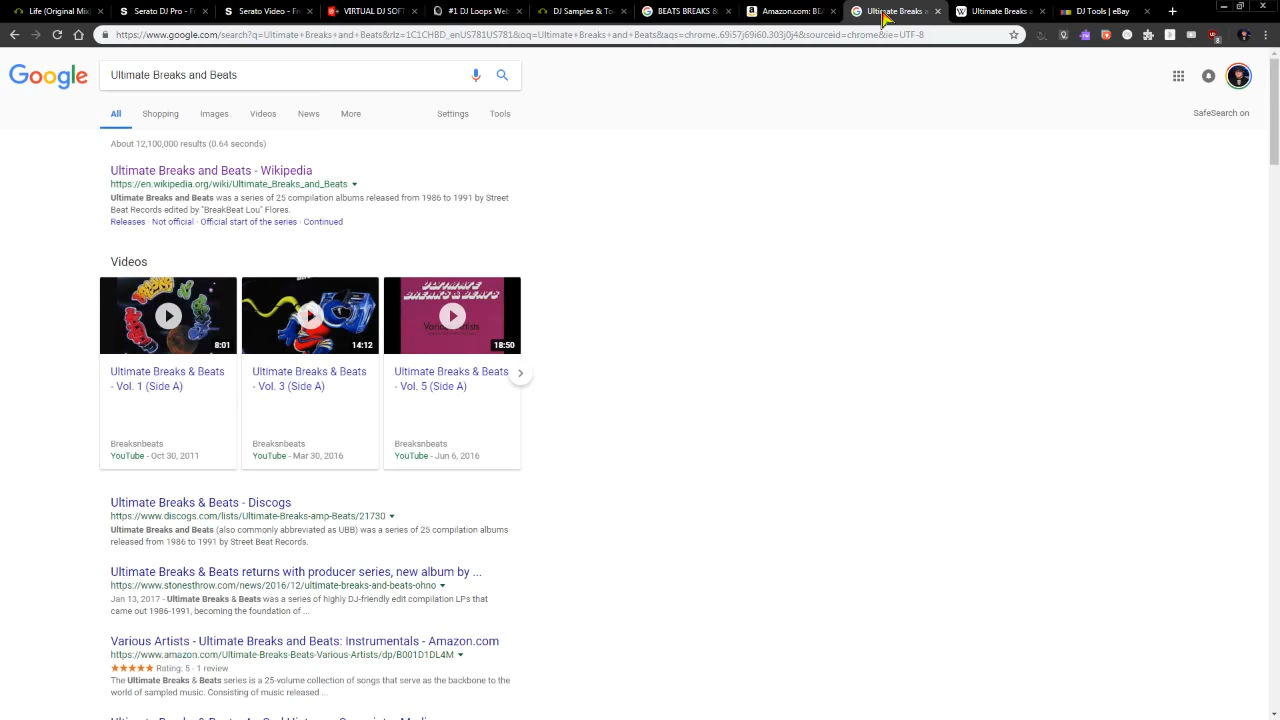 Life (Original Mix)
Serato DJ Pro -
Serato Video -
VIRTUAL DJ SOFT
#1 DJ Loops Web
DJ Samples & To
BEATS BREAKS &
Amazon.com: BE
Ultimate Breaks a
Ultimate Breaks a
DJ Tools | eBay
https://www.google.com/search?q=Ultimate+Breaks+and+Beats&rlz=1C1CHBD_enUS781US781&oq=Ultimate+Breaks+and+Beats&aqs=chrome..69i57j69i60.303j0j4&sourceid=chrome&ie=UTF-8
Google
Ultimate Breaks and Beats
All Shopping Images Videos News More Settings Tools
SafeSearch on
About 12,100,000 results (0.64 seconds)
Ultimate Breaks and Beats - Wikipedia
https://en.wikipedia.org/wiki/Ultimate_Breaks_and_Beats
Ultimate Breaks and Beats was a series of 25 compilation albums released from 1986 to 1991 by Street
Beat Records edited by "BreakBeat Lou" Flores.
Releases · Not official · Official start of the series · Continued
Videos
8:01
14:12
ULTIMATE
BREAKS & BEATS
Various Artists
18:50
Ultimate Breaks & Beats
- Vol. 1 (Side A)
Breaksnbeats
YouTube - Oct 30, 2011
Ultimate Breaks & Beats
- Vol. 3 (Side A)
Breaksnbeats
YouTube - Mar 30, 2016
Ultimate Breaks & Beats
- Vol. 5 (Side A)
Breaksnbeats
YouTube - Jun 6, 2016
Ultimate Breaks & Beats - Discogs
https://www.discogs.com/lists/Ultimate-Breaks-amp-Beats/21730
Ultimate Breaks and Beats (also commonly abbreviated as UBB) was a series of 25 compilation albums
released from 1986 to 1991 by Street Beat Records.
Ultimate Breaks & Beats returns with producer series, new album by ...
https://www.stonesthrow.com/news/2016/12/ultimate-breaks-and-beats-ohno
Jan 13, 2017 - Ultimate Breaks & Beats was a series of highly DJ-friendly edit compilation LPs that
came out 1986-1991, becoming the foundation of ...
Various Artists - Ultimate Breaks and Beats: Instrumentals - Amazon.com
https://www.amazon.com/Ultimate-Breaks-Beats-Various-Artists/dp/B001D1DL4M
★★★★★ Rating: 5 - 1 review
The Ultimate Breaks & Beats series is a 25-volume collection of songs that serve as the backbone to the
world of sampled music. Consisting of music released ...